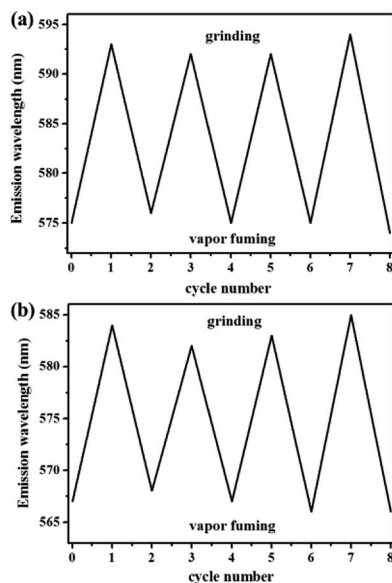 (a)
595
grinding
590
585
580
575
vapor fuming
Emission wavelength (nm)
0 1 2 3 4 5 6 7 8
cycle number
(b)
585
grinding
580
575
570
565
vapor fuming
Emission wavelength (nm)
0 1 2 3 4 5 6 7 8
cycle number